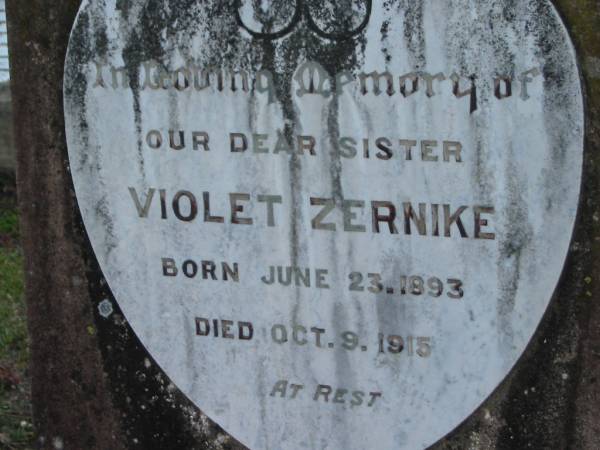 In Loving Memory of
OUR DEAR SISTER
VIOLET ZERNIKE
BORN JUNE 23.1893
DIED OCT. 9. 1915
AT REST